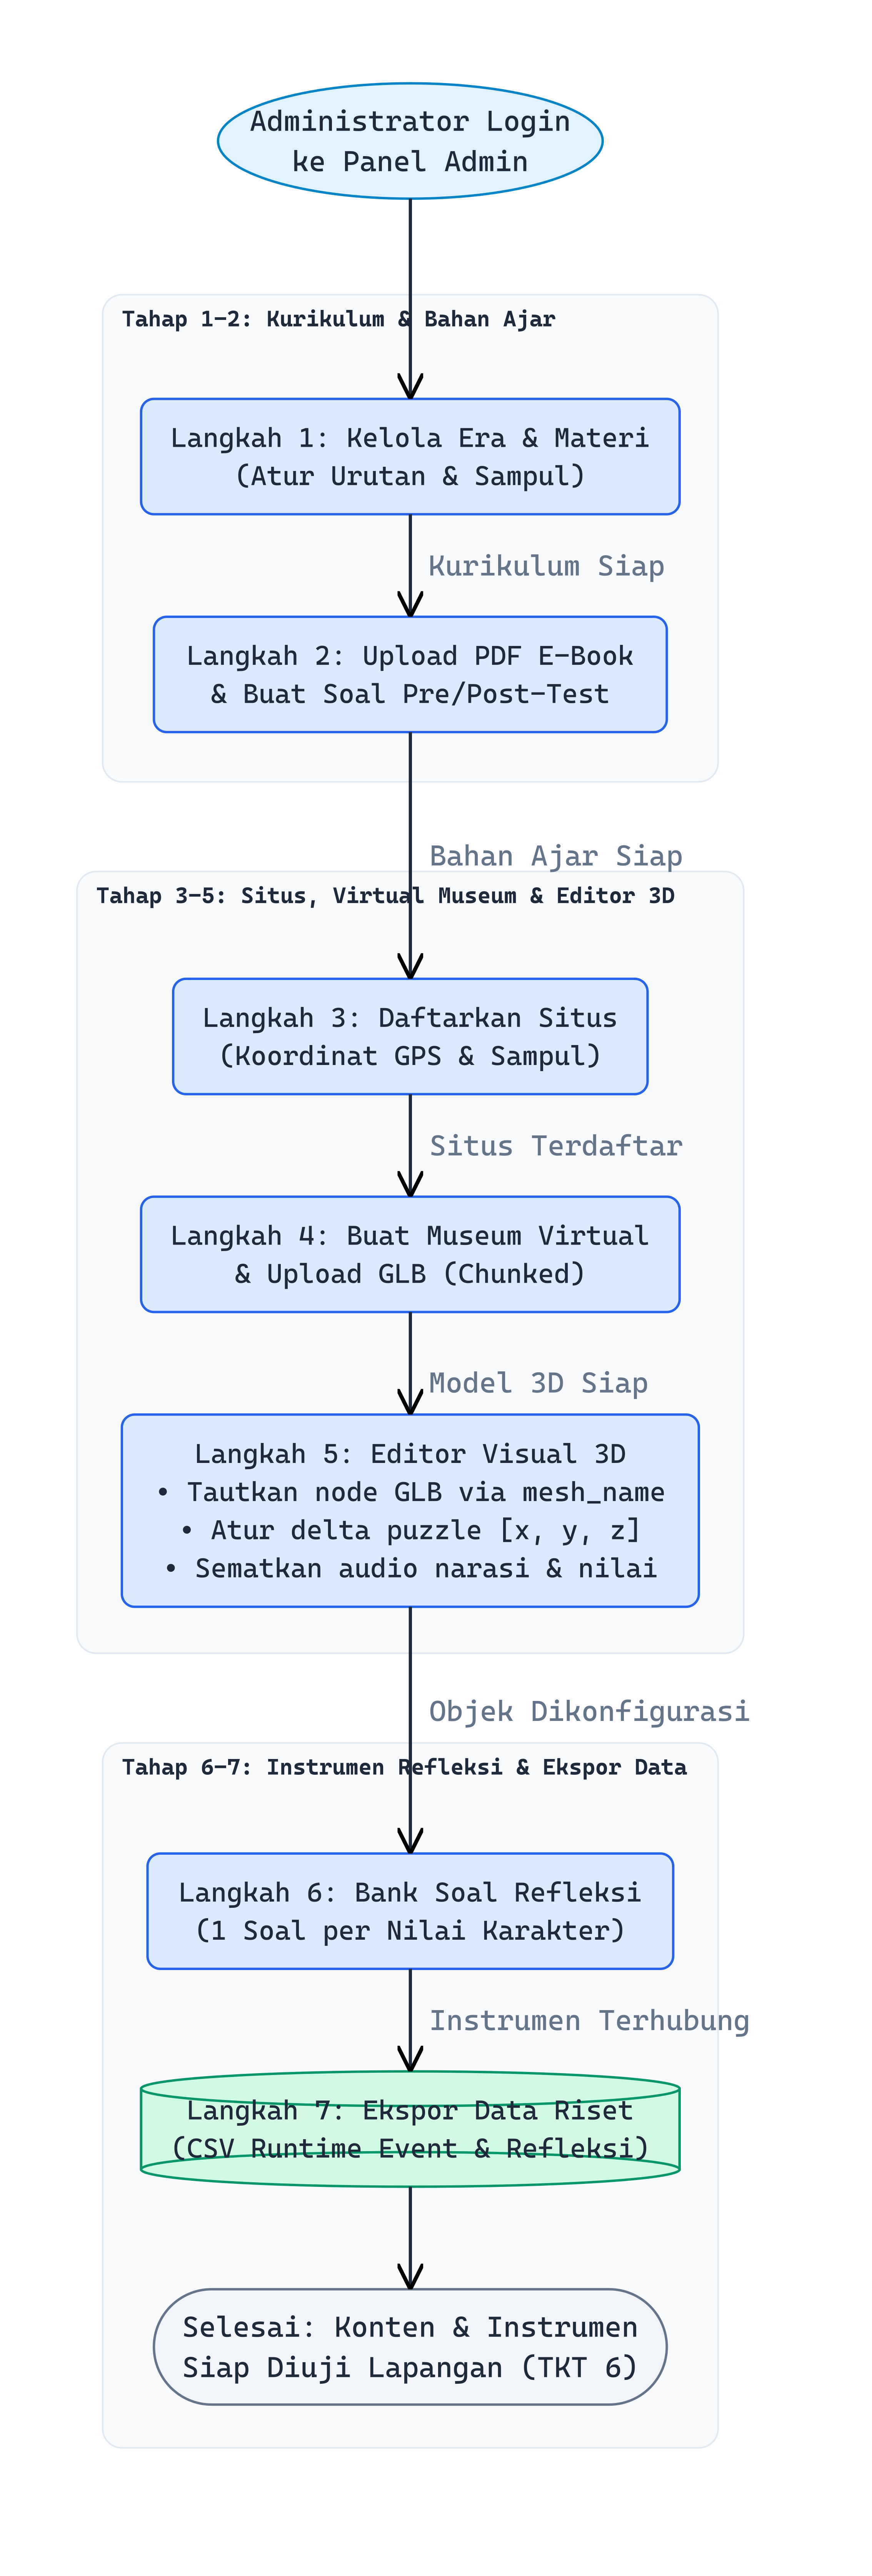 Administrator Login
ke Panel Admin
Tahap 1-2: Kurikulum & Bahan Ajar
Langkah 1: Kelola Era & Materi
(Atur Urutan & Sampul)
Kurikulum Siap
Langkah 2: Upload PDF E-Book
& Buat Soal Pre/Post-Test
Bahan Ajar Siap
Tahap 3-5: Situs, Virtual Museum & Editor 3D
Langkah 3: Daftarkan Situs
(Koordinat GPS & Sampul)
Situs Terdaftar
Langkah 4: Buat Museum Virtual
& Upload GLB (Chunked)
Model 3D Siap
Langkah 5: Editor Visual 3D
• Tautkan node GLB via mesh_name
• Atur delta puzzle [x, y, z]
• Sematkan audio narasi & nilai
Objek Dikonfigurasi
Tahap 6-7: Instrumen Refleksi & Ekspor Data
Langkah 6: Bank Soal Refleksi
(1 Soal per Nilai Karakter)
Instrumen Terhubung
Langkah 7: Ekspor Data Riset
(CSV Runtime Event & Refleksi)
Selesai: Konten & Instrumen
Siap Diuji Lapangan (TKT 6)